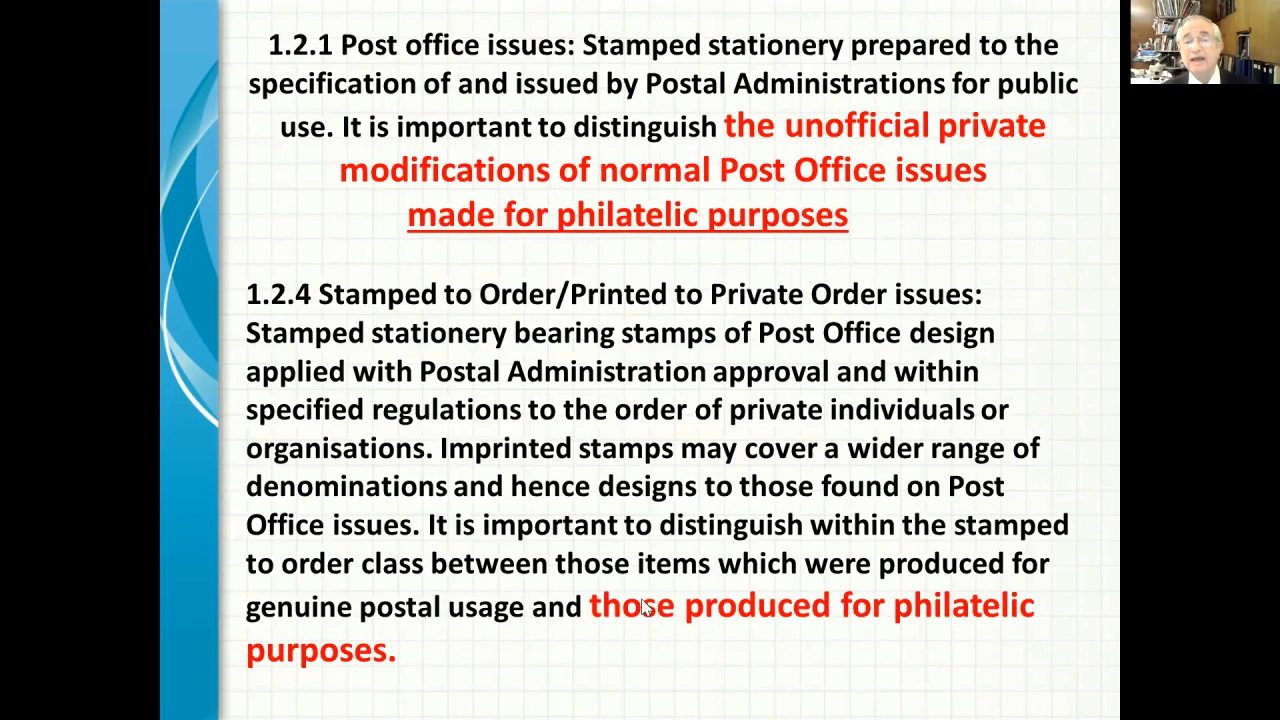 1.2.1 Post office issues: Stamped stationery prepared to the
specification of and issued by Postal Administrations for public
use. It is important to distinguish the unofficial private
modifications of normal Post Office issues
made for philatelic purposes
1.2.4 Stamped to Order/Printed to Private Order issues:
Stamped stationery bearing stamps of Post Office design
applied with Postal Administration approval and within
specified regulations to the order of private individuals or
organisations. Imprinted stamps may cover a wider range of
denominations and hence designs to those found on Post
Office issues. It is important to distinguish within the stamped
to order class between those items which were produced for
genuine postal usage and those produced for philatelic
purposes.